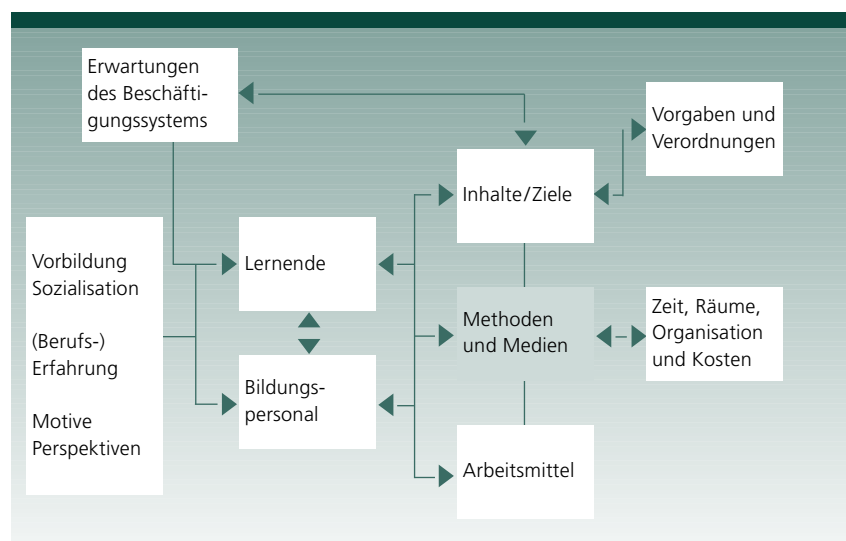 Erwartungen
des Beschäfti-
gungssystems
Vorgaben und
Verordnungen
Inhalte/Ziele
Vorbildung
Sozialisation
(Berufs-)
Erfahrung
Motive
Perspektiven
Lernende
Methoden
und Medien
Zeit, Räume,
Organisation
und Kosten
Bildungs-
personal
Arbeitsmittel